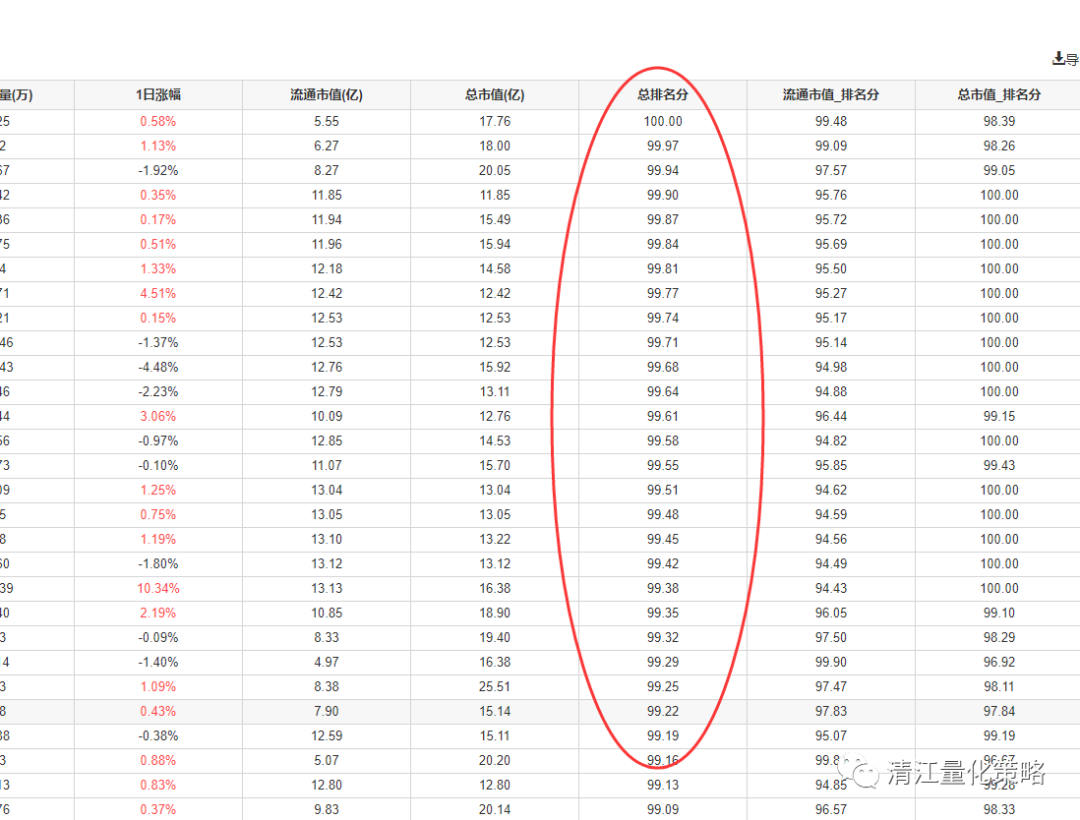 导
量(万) 1日涨幅 流通市值(亿) 总市值(亿) 总排名分 流通市值_排名分 总市值_排名分
25 0.58% 5.55 17.76 100.00 99.48 98.39
2 1.13% 6.27 18.00 99.97 99.09 98.26
67 -1.92% 8.27 20.05 99.94 97.57 99.05
42 0.35% 11.85 11.85 99.90 95.76 100.00
36 0.17% 11.94 15.49 99.87 95.72 100.00
75 0.51% 11.96 15.94 99.84 95.69 100.00
4 1.33% 12.18 14.58 99.81 95.50 100.00
71 4.51% 12.42 12.42 99.77 95.27 100.00
21 0.15% 12.53 12.53 99.74 95.17 100.00
46 -1.37% 12.53 12.53 99.71 95.14 100.00
43 -4.48% 12.76 15.92 99.68 94.98 100.00
46 -2.23% 12.79 13.11 99.64 94.88 100.00
44 3.06% 10.09 12.76 99.61 96.44 99.15
56 -0.97% 12.85 14.53 99.58 94.82 100.00
73 -0.10% 11.07 15.70 99.55 95.85 99.43
09 1.25% 13.04 13.04 99.51 94.62 100.00
5 0.75% 13.05 13.05 99.48 94.59 100.00
8 1.19% 13.10 13.22 99.45 94.56 100.00
60 -1.80% 13.12 13.12 99.42 94.49 100.00
39 10.34% 13.13 16.38 99.38 94.43 100.00
40 2.19% 10.85 18.90 99.35 96.05 99.10
3 -0.09% 8.33 19.40 99.32 97.50 98.29
14 -1.40% 4.97 16.38 99.29 99.90 96.92
3 1.09% 8.38 25.51 99.25 97.47 98.11
8 0.43% 7.90 15.14 99.22 97.83 97.84
38 -0.38% 12.59 15.11 99.19 95.07 99.19
3 0.88% 5.07 20.20 99.16 99.8 96.67
清江量化策略
13 0.83% 12.80 12.80 99.13 94.85 99.28
76 0.37% 9.83 20.14 99.09 96.57 98.33